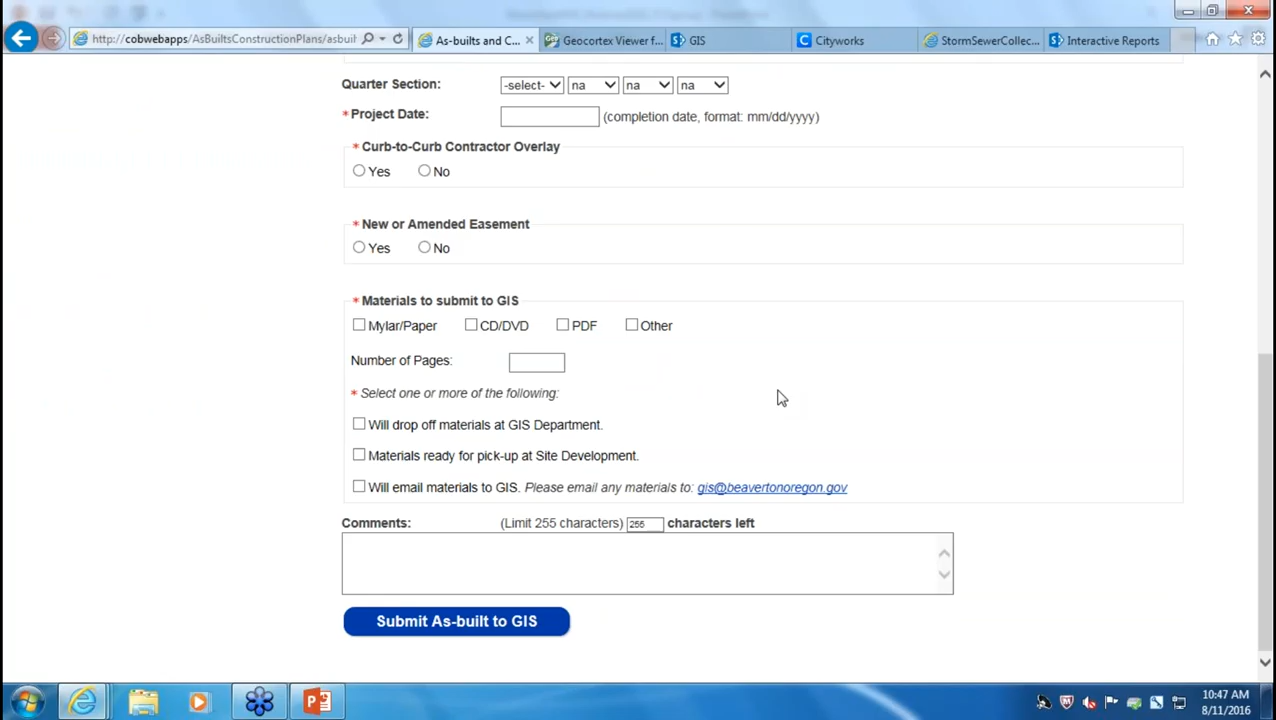 http://cobwebapps/AsBuiltsConstructionPlans/asbuilt
As-builts and C...
Geocortex Viewer f...
GIS
Cityworks
StormSewerCollec...
Interactive Reports
Quarter Section: -select- na na na
* Project Date: (completion date, format: mm/dd/yyyy)
* Curb-to-Curb Contractor Overlay
Yes No
* New or Amended Easement
Yes No
* Materials to submit to GIS
Mylar/Paper CD/DVD PDF Other
Number of Pages:
* Select one or more of the following:
Will drop off materials at GIS Department.
Materials ready for pick-up at Site Development.
Will email materials to GIS. Please email any materials to: gis@beavertonoregon.gov
Comments: (Limit 255 characters) 255 characters left
Submit As-built to GIS
10:47 AM
8/11/2016